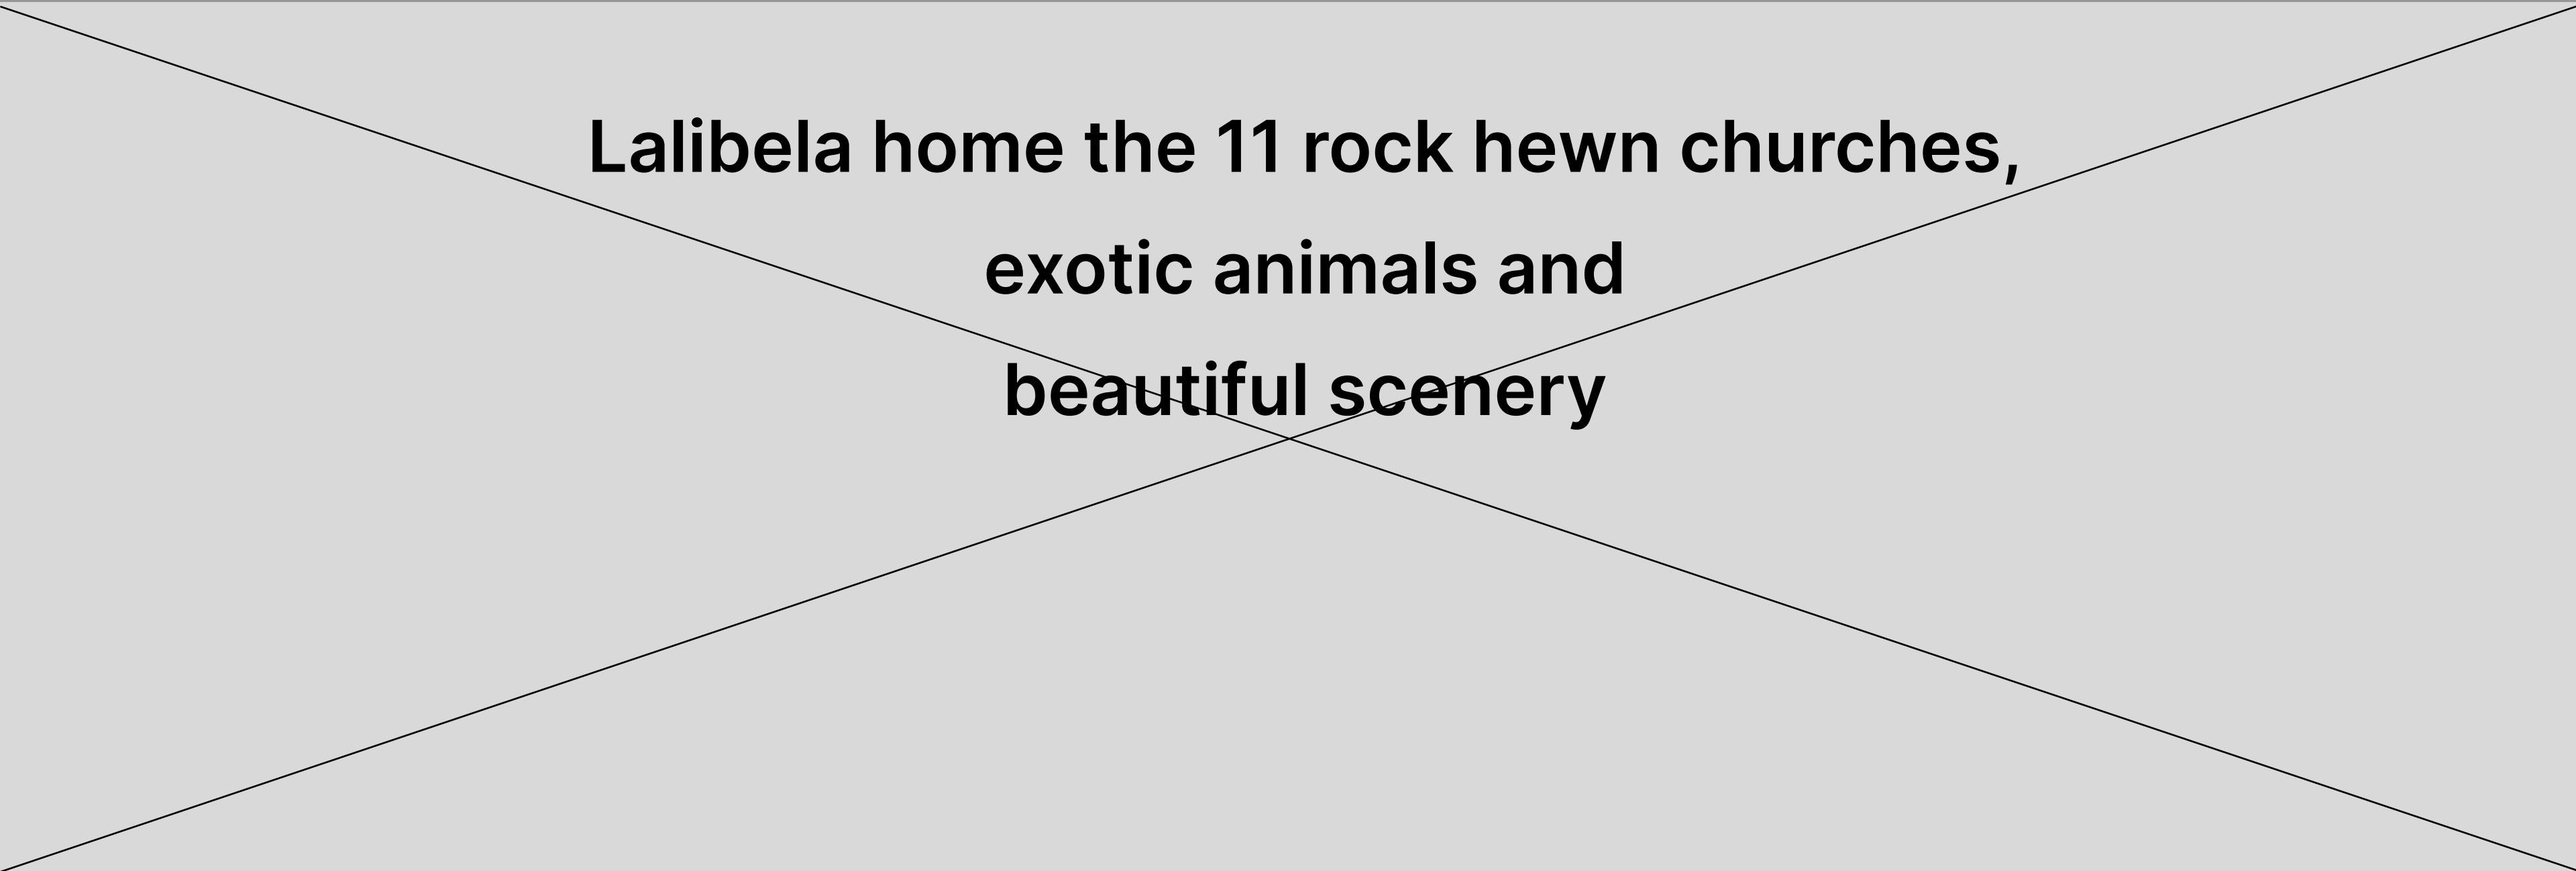 Lalibela home the 11 rock hewn churches,
exotic animals and
beautiful scenery